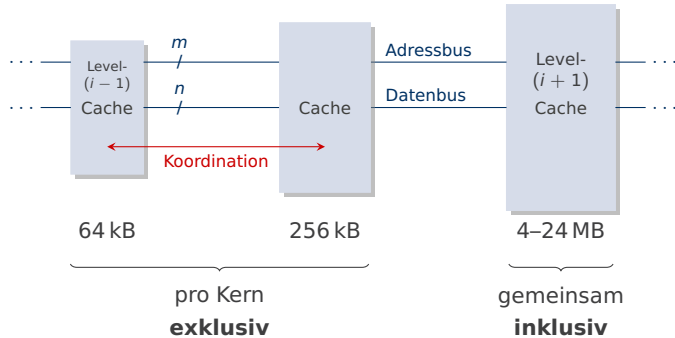 m
n
Level-
(i − 1)
Cache
Cache
Adressbus
Datenbus
Level-
(i + 1)
Cache
Koordination
64 kB
256 kB
4–24 MB
pro Kern
gemeinsam
exklusiv
inklusiv